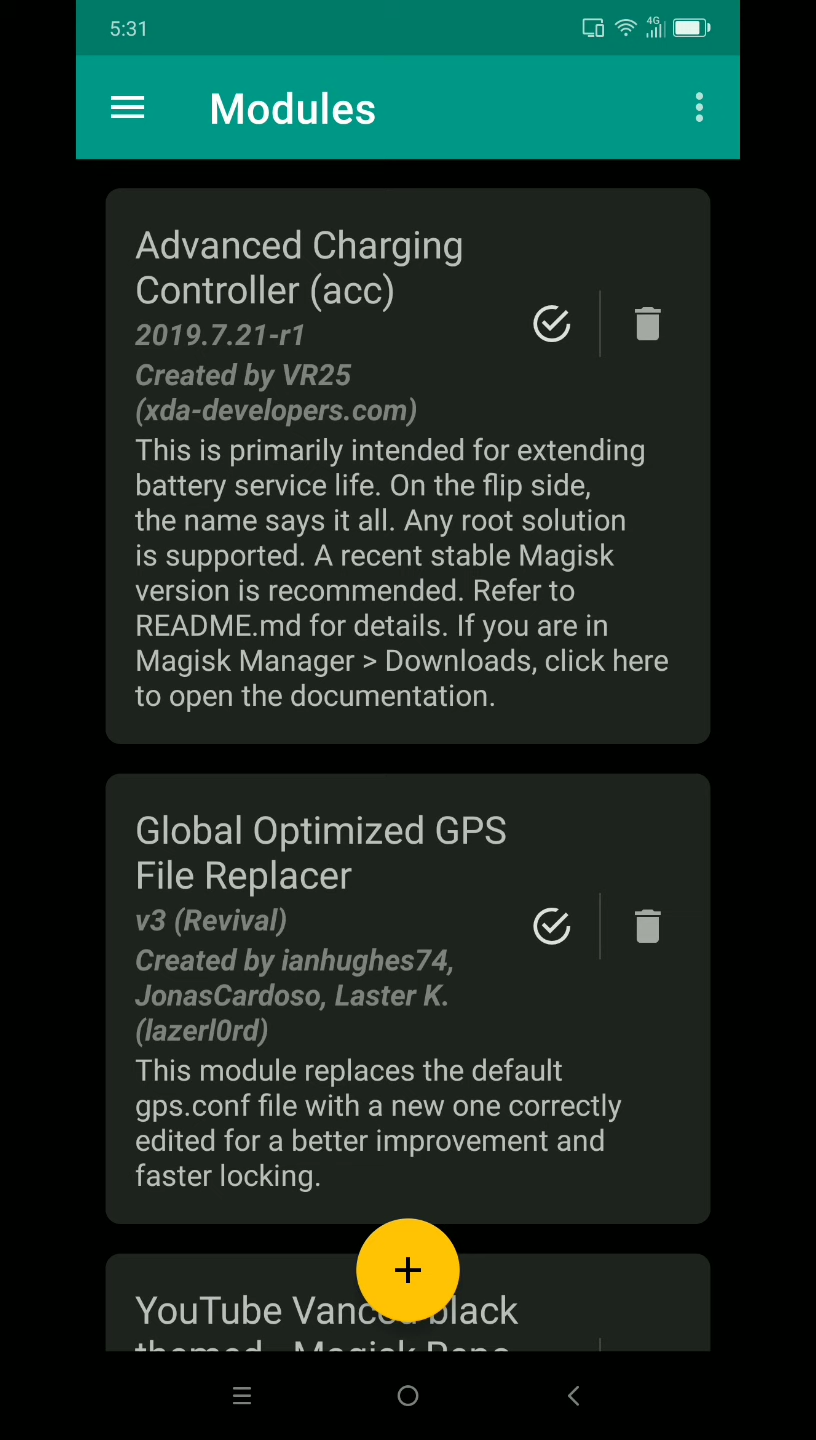 5:31
4G
Modules
Advanced Charging
Controller (acc)
2019.7.21-r1
Created by VR25
(xda-developers.com)
This is primarily intended for extending
battery service life. On the flip side,
the name says it all. Any root solution
is supported. A recent stable Magisk
version is recommended. Refer to
README.md for details. If you are in
Magisk Manager > Downloads, click here
to open the documentation.
Global Optimized GPS
File Replacer
v3 (Revival)
Created by ianhughes74,
JonasCardoso, Laster K.
(lazerl0rd)
This module replaces the default
gps.conf file with a new one correctly
edited for a better improvement and
faster locking.
+
YouTube Vanced black
themed - Magisk Repo